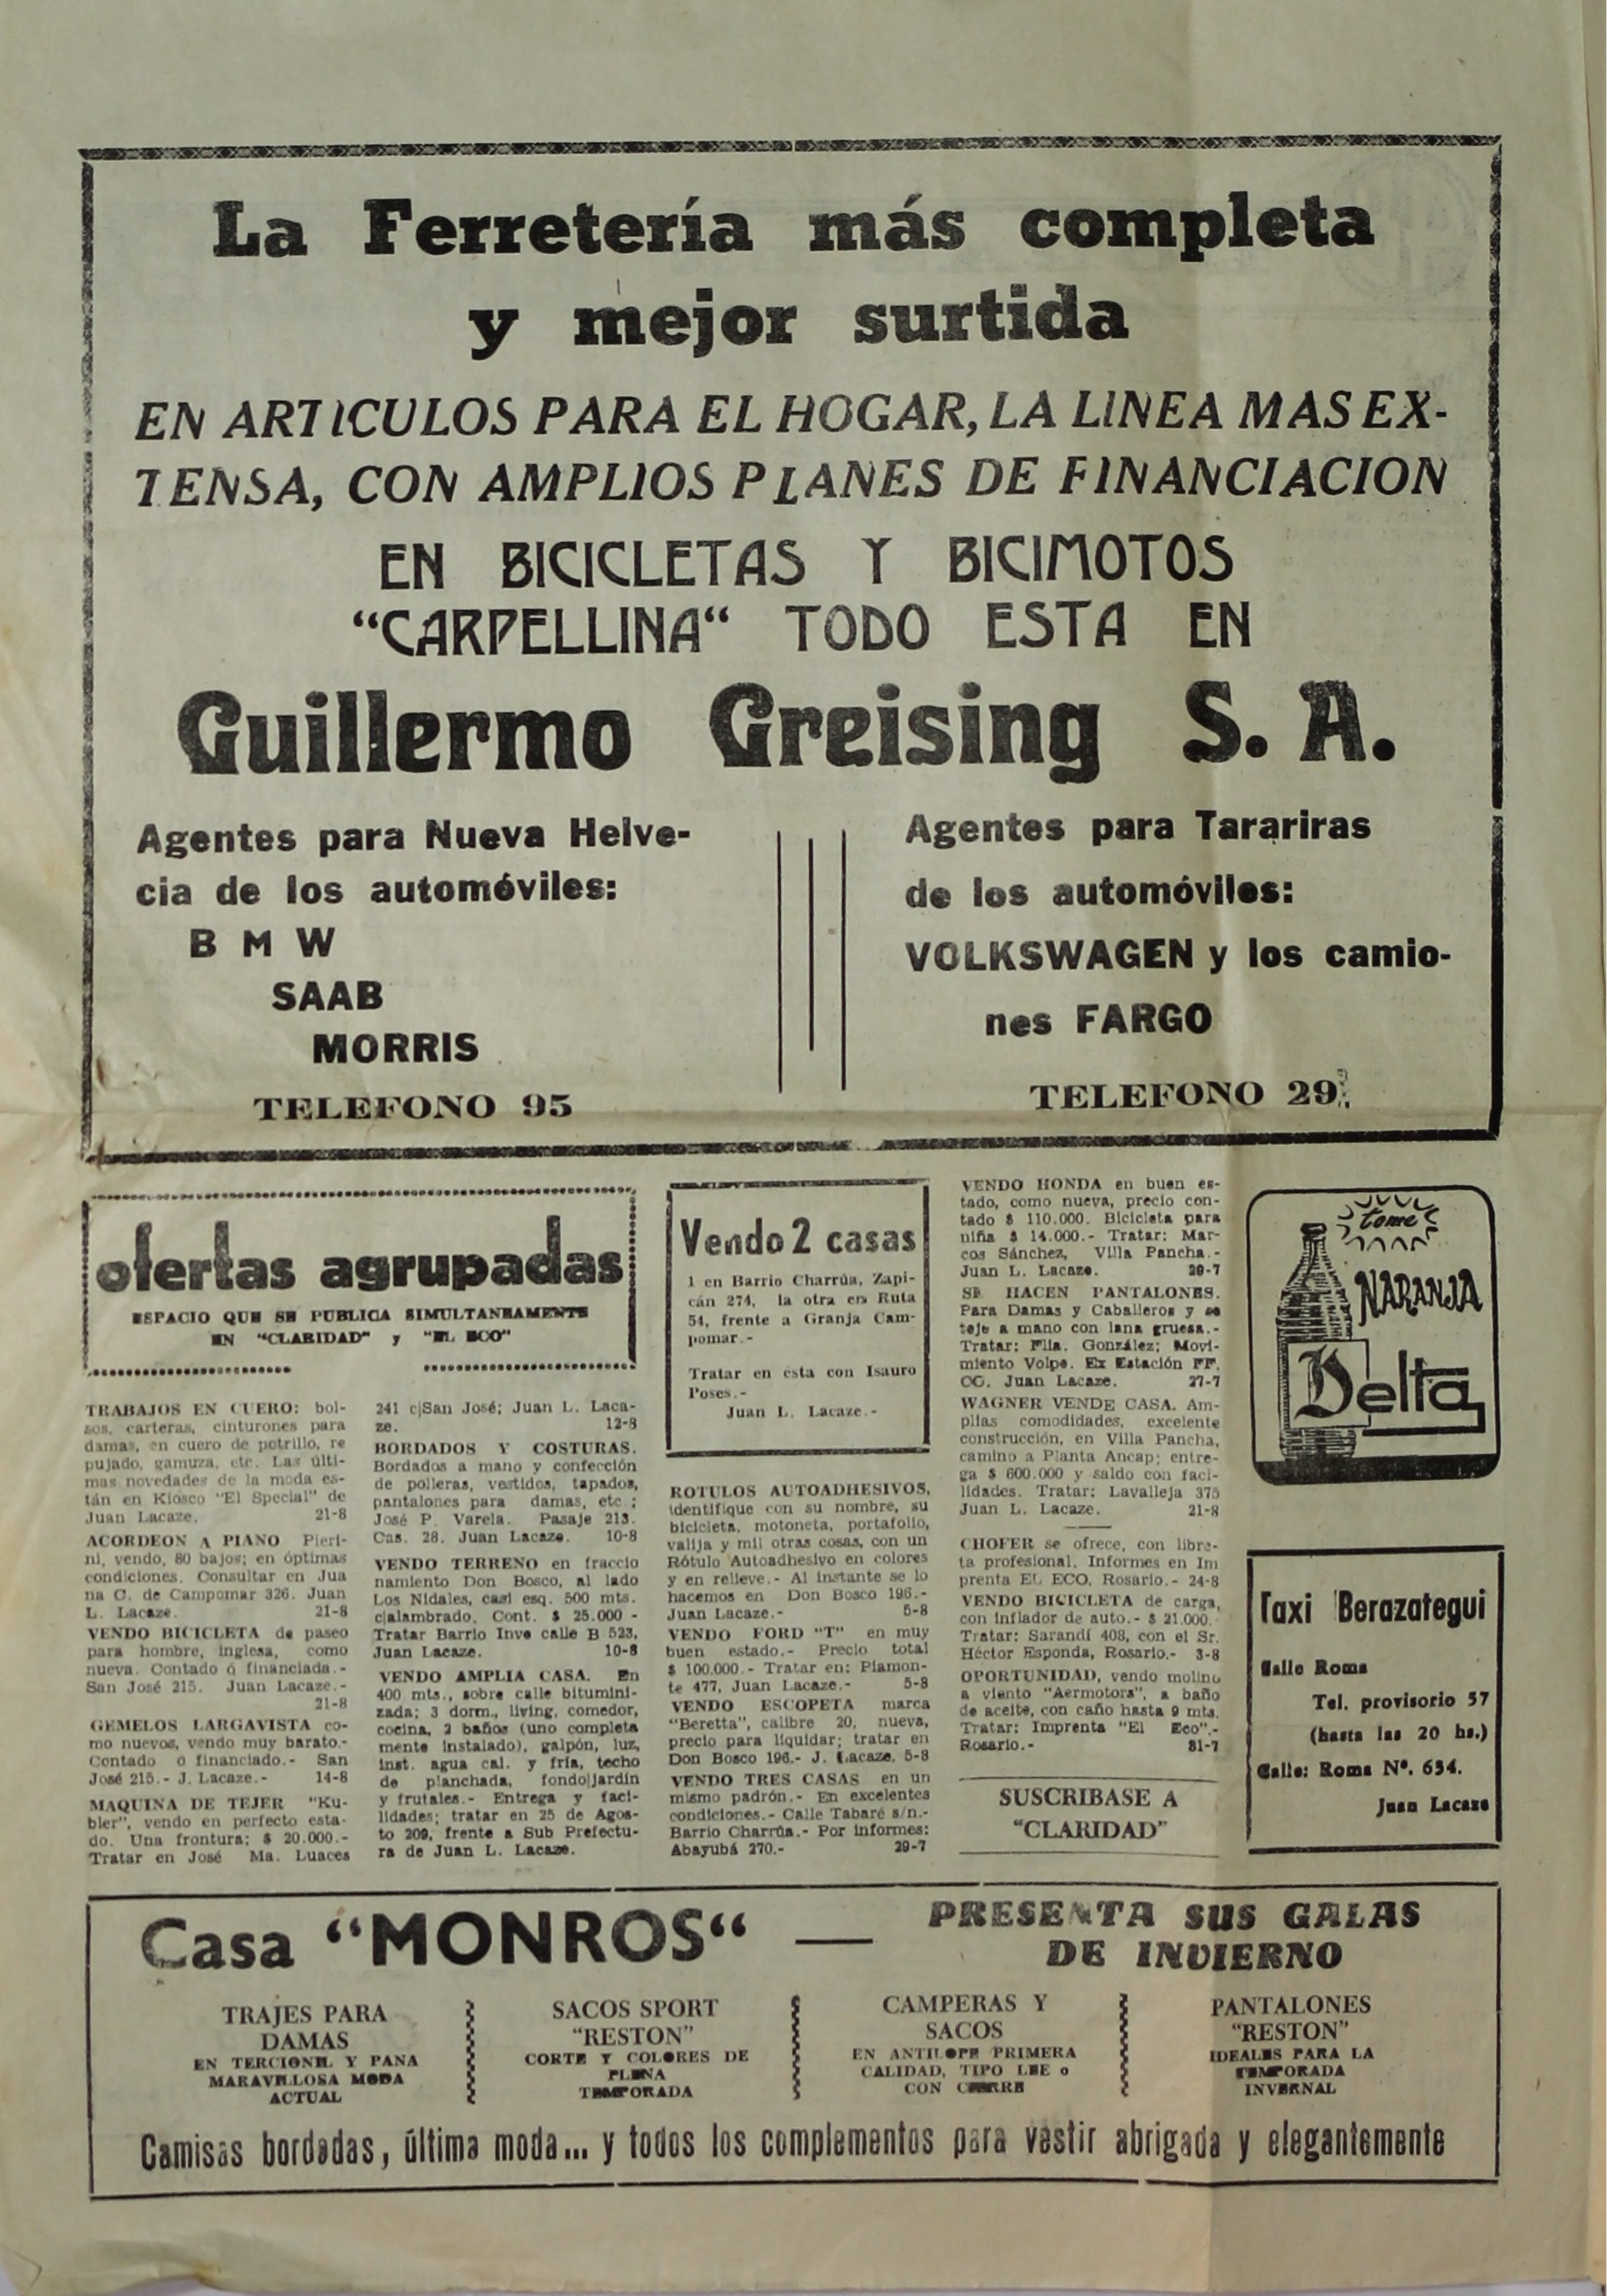 La Ferretería más completa
y mejor surtida
EN ARTICULOS PARA EL HOGAR, LA LINEA MAS EX-
TENSA, CON AMPLIOS PLANES DE FINANCIACION
EN BICICLETAS Y BICIMOTOS
“CARPELLINA“ TODO ESTA EN
Guillermo Greising S. A.
Agentes para Nueva Helve-
cia de los automóviles:
B M W
SAAB
MORRIS
TELEFONO 95
Agentes para Tarariras
de los automóviles:
VOLKSWAGEN y los camio-
nes FARGO
TELEFONO 29
ofertas agrupadas
ESPACIO QUE SE PUBLICA SIMULTANEAMENTE
EN "CLARIDAD" y "EL ECO"
TRABAJOS EN CUERO: bol-
sos, carteras, cinturones para
damas, en cuero de potrillo, re
pujado, gamuza, etc. Las últi-
mas novedades de la moda es-
tán en Kiosco "El Special" de
Juan Lacaze. 21-8
ACORDEON A PIANO Pieri-
ni, vendo, 80 bajos; en óptimas
condiciones. Consultar en Jua
na C. de Campomar 326. Juan
L. Lacaze. 21-8
VENDO BICICLETA de paseo
para hombre, inglesa, como
nueva. Contado ó financiada.-
San José 215. Juan Lacaze.-
21-8
GEMELOS LARGAVISTA co-
mo nuevos, vendo muy barato.-
Contado ó financiado.- San
José 215.- J. Lacaze.- 14-8
MAQUINA DE TEJER "Ku-
bler", vendo en perfecto esta-
do. Una frontura; $ 20.000.-
Tratar en José Ma. Luaces
241 c|San José; Juan L. Laca-
ze. 12-8
BORDADOS Y COSTURAS.
Bordados a mano y confección
de polleras, vestidos, tapados,
pantalones para damas, etc.;
José P. Varela. Pasaje 213.
Cas. 28. Juan Lacaze. 10-8
VENDO TERRENO en fraccio
namiento Don Bosco, al lado
Los Nidales, casi esq. 500 mts.
c|alambrado. Cont. $ 25.000 -
Tratar Barrio Inve calle B 523,
Juan Lacaze. 10-8
VENDO AMPLIA CASA. En
400 mts., sobre calle bitumini-
zada; 3 dorm., living, comedor,
cocina, 2 baños (uno completa
mente instalado), galpón, luz,
inst. agua cal. y fría, techo
de planchada, fondo|jardín
y frutales.- Entrega y faci-
lidades; tratar en 25 de Agos-
to 209, frente a Sub Prefectu-
ra de Juan L. Lacaze.
Vendo 2 casas
1 en Barrio Charrúa, Zapi-
cán 274, la otra en Ruta
54, frente a Granja Cam-
pomar.-
Tratar en esta con Isauro
Poses.-
Juan L. Lacaze.-
ROTULOS AUTOADHESIVOS,
identifique con su nombre, su
bicicleta, motoneta, portafolio,
valija y mil otras cosas, con un
Rótulo Autoadhesivo en colores
y en relieve.- Al instante se lo
hacemos en Don Bosco 196.-
Juan Lacaze.- 5-8
VENDO FORD "T" en muy
buen estado.- Precio total
$ 100.000.- Tratar en: Piamon-
te 477, Juan Lacaze.- 5-8
VENDO ESCOPETA marca
"Beretta", calibre 20, nueva,
precio para liquidar; tratar en
Don Bosco 196.- J. Lacaze. 5-8
VENDO TRES CASAS en un
mismo padrón.- En excelentes
condiciones.- Calle Tabaré s/n.-
Barrio Charrúa.- Por informes:
Abayubá 270.- 29-7
VENDO HONDA en buen es-
tado, como nueva, precio con-
tado $ 110.000. Bicicleta para
niña $ 14.000.- Tratar: Mar-
cos Sánchez, Villa Pancha.-
Juan L. Lacaze. 29-7
SE HACEN PANTALONES.
Para Damas y Caballeros y se
teje a mano con lana gruesa.-
Tratar: Flia. González; Movi-
miento Volpe. Ex Estación FF.
CC. Juan Lacaze. 27-7
WAGNER VENDE CASA. Am-
plias comodidades, excelente
construcción, en Villa Pancha,
camino a Planta Ancap; entre-
ga $ 600.000 y saldo con faci-
lidades. Tratar: Lavalleja 375
Juan L. Lacaze. 21-8
CHOFER se ofrece, con libre-
ta profesional. Informes en Im
prenta EL ECO, Rosario.- 24-8
VENDO BICICLETA de carga,
con inflador de auto.- $ 21.000.-
Tratar: Sarandí 408, con el Sr.
Héctor Esponda, Rosario.- 3-8
OPORTUNIDAD, vendo molino
a viento "Aermotors", a baño
de aceite, con caño hasta 9 mts.
Tratar: Imprenta "El Eco".-
Rosario.- 31-7
SUSCRIBASE A
"CLARIDAD"
tome
NARANJA
Delta
Taxi Berazategui
Calle Roma
Tel. provisorio 57
(hasta las 20 hs.)
Calle: Roma Nº. 634.
Juan Lacaze
Casa “MONROS“ —
PRESENTA SUS GALAS
DE INVIERNO
TRAJES PARA
DAMAS
EN TERCIONEL Y PANA
MARAVILLOSA MODA
ACTUAL
SACOS SPORT
"RESTON"
CORTE Y COLORES DE
PLENA
TEMPORADA
CAMPERAS Y
SACOS
EN ANTILOPE PRIMERA
CALIDAD, TIPO LEE o
CON CIERRE
PANTALONES
"RESTON"
IDEALES PARA LA
TEMPORADA
INVERNAL
Camisas bordadas, última moda... y todos los complementos para vestir abrigada y elegantemente